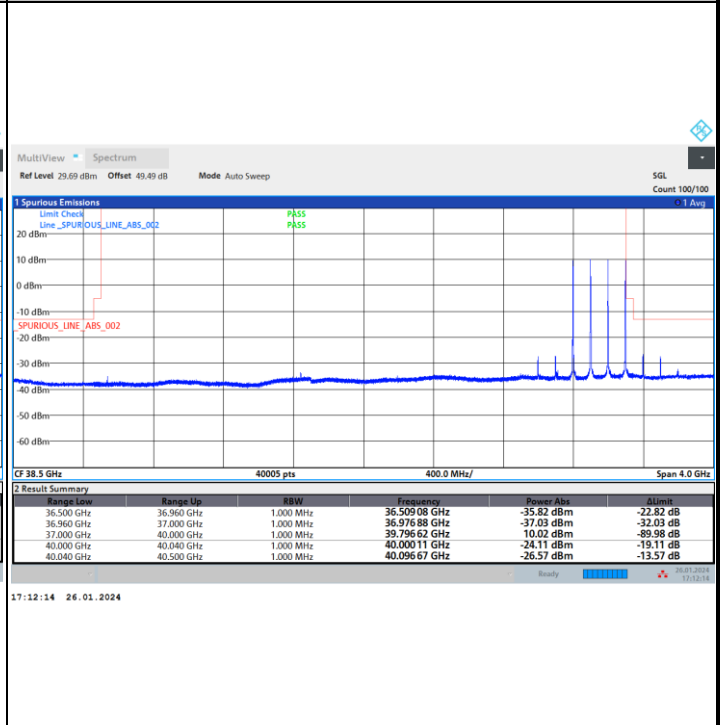 MultiView Spectrum
Ref Level 29.69 dBm Offset 49.49 dB Mode Auto Sweep SGL
Count 100/100
1 Spurious Emissions 1 Avg
Limit Check PASS
Line _SPURIOUS_LINE_ABS_002 PASS
20 dBm
10 dBm
0 dBm
-10 dBm
_SPURIOUS_LINE_ABS_002
-20 dBm
-30 dBm
-40 dBm
-50 dBm
-60 dBm
CF 38.5 GHz 40005 pts 400.0 MHz/ Span 4.0 GHz
2 Result Summary
Range Low Range Up RBW Frequency Power Abs ΔLimit
36.500 GHz 36.960 GHz 1.000 MHz 36.509 08 GHz -35.82 dBm -22.82 dB
36.960 GHz 37.000 GHz 1.000 MHz 36.976 88 GHz -37.03 dBm -32.03 dB
37.000 GHz 40.000 GHz 1.000 MHz 39.796 62 GHz 10.02 dBm -89.98 dB
40.000 GHz 40.040 GHz 1.000 MHz 40.000 11 GHz -24.11 dBm -19.11 dB
40.040 GHz 40.500 GHz 1.000 MHz 40.096 67 GHz -26.57 dBm -13.57 dB
Ready 26.01.2024
17:12:14
17:12:14 26.01.2024